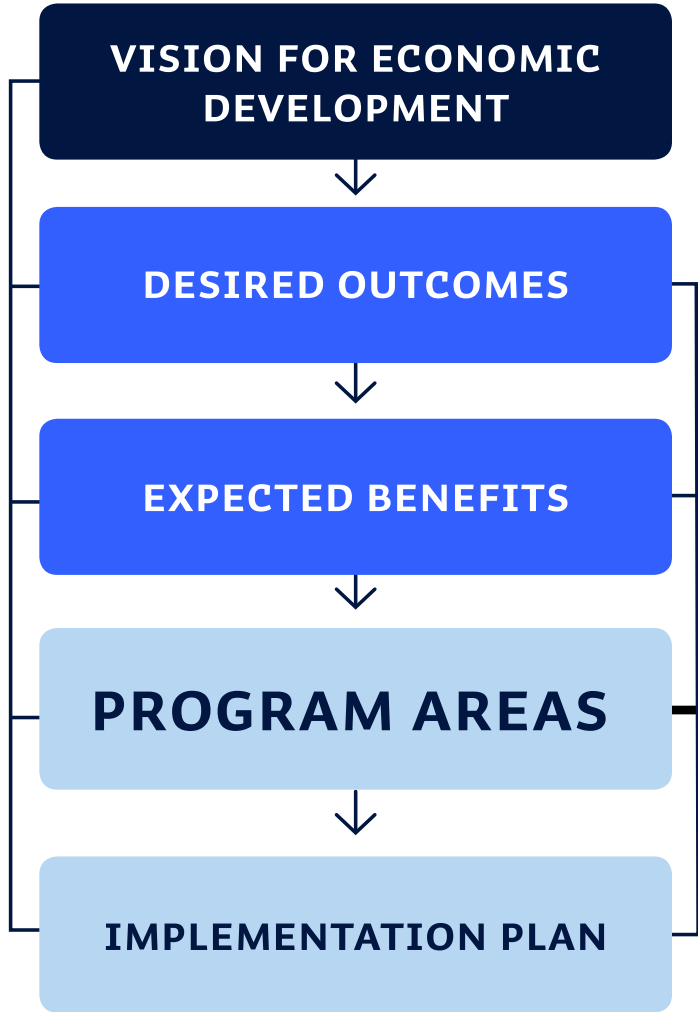 VISION FOR ECONOMIC
DEVELOPMENT
DESIRED OUTCOMES
EXPECTED BENEFITS
PROGRAM AREAS
IMPLEMENTATION PLAN